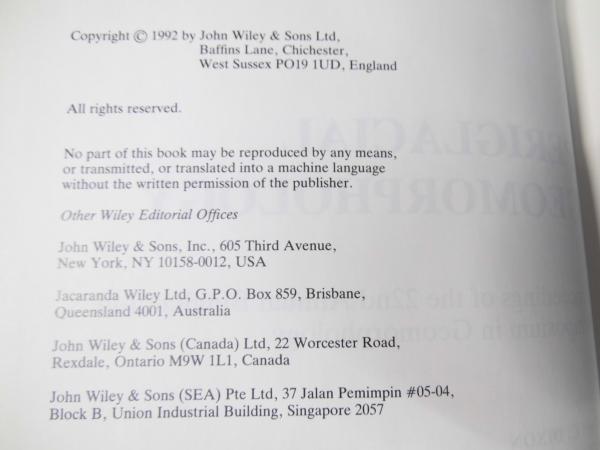 Copyright © 1992 by John Wiley & Sons Ltd,
Baffins Lane, Chichester,
West Sussex PO19 1UD, England
All rights reserved.
No part of this book may be reproduced by any means,
or transmitted, or translated into a machine language
without the written permission of the publisher.
Other Wiley Editorial Offices
John Wiley & Sons, Inc., 605 Third Avenue,
New York, NY 10158-0012, USA
Jacaranda Wiley Ltd, G.P.O. Box 859, Brisbane,
Queensland 4001, Australia
John Wiley & Sons (Canada) Ltd, 22 Worcester Road,
Rexdale, Ontario M9W 1L1, Canada
John Wiley & Sons (SEA) Pte Ltd, 37 Jalan Pemimpin #05-04,
Block B, Union Industrial Building, Singapore 2057